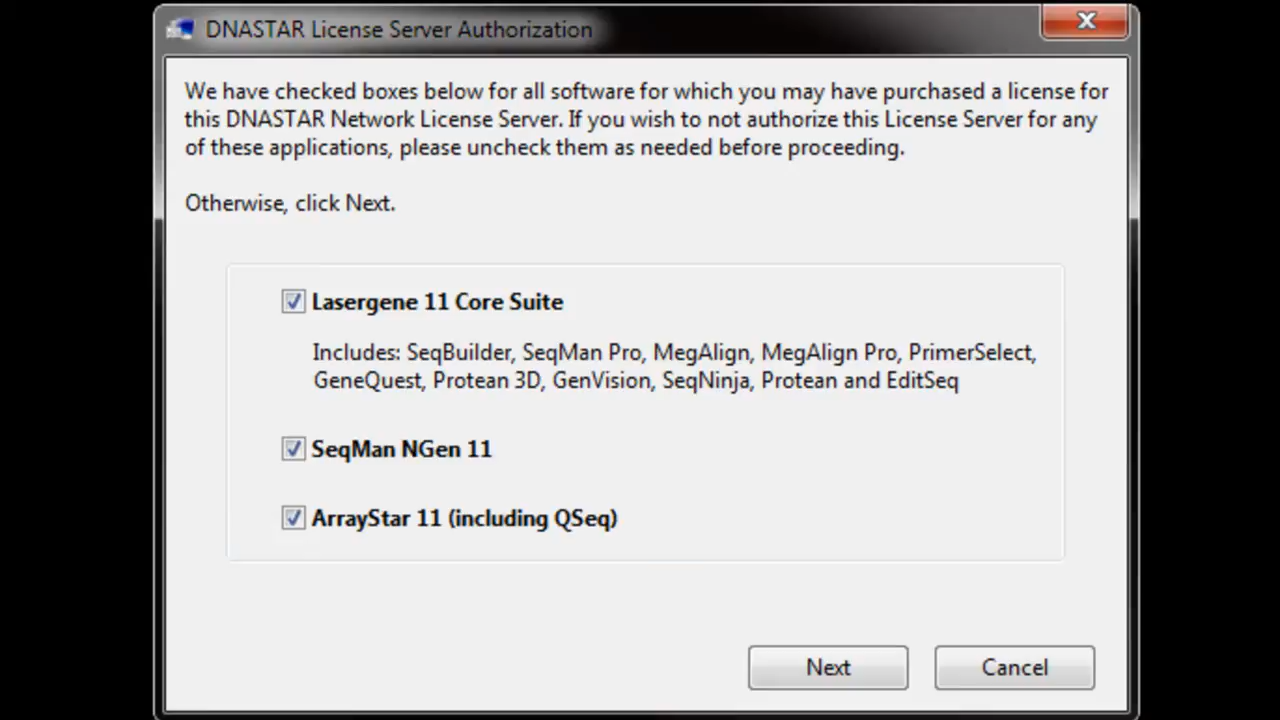 DNASTAR License Server Authorization
We have checked boxes below for all software for which you may have purchased a license for
this DNASTAR Network License Server. If you wish to not authorize this License Server for any
of these applications, please uncheck them as needed before proceeding.
Otherwise, click Next.
Lasergene 11 Core Suite
Includes: SeqBuilder, SeqMan Pro, MegAlign, MegAlign Pro, PrimerSelect,
GeneQuest, Protean 3D, GenVision, SeqNinja, Protean and EditSeq
SeqMan NGen 11
ArrayStar 11 (including QSeq)
Next Cancel